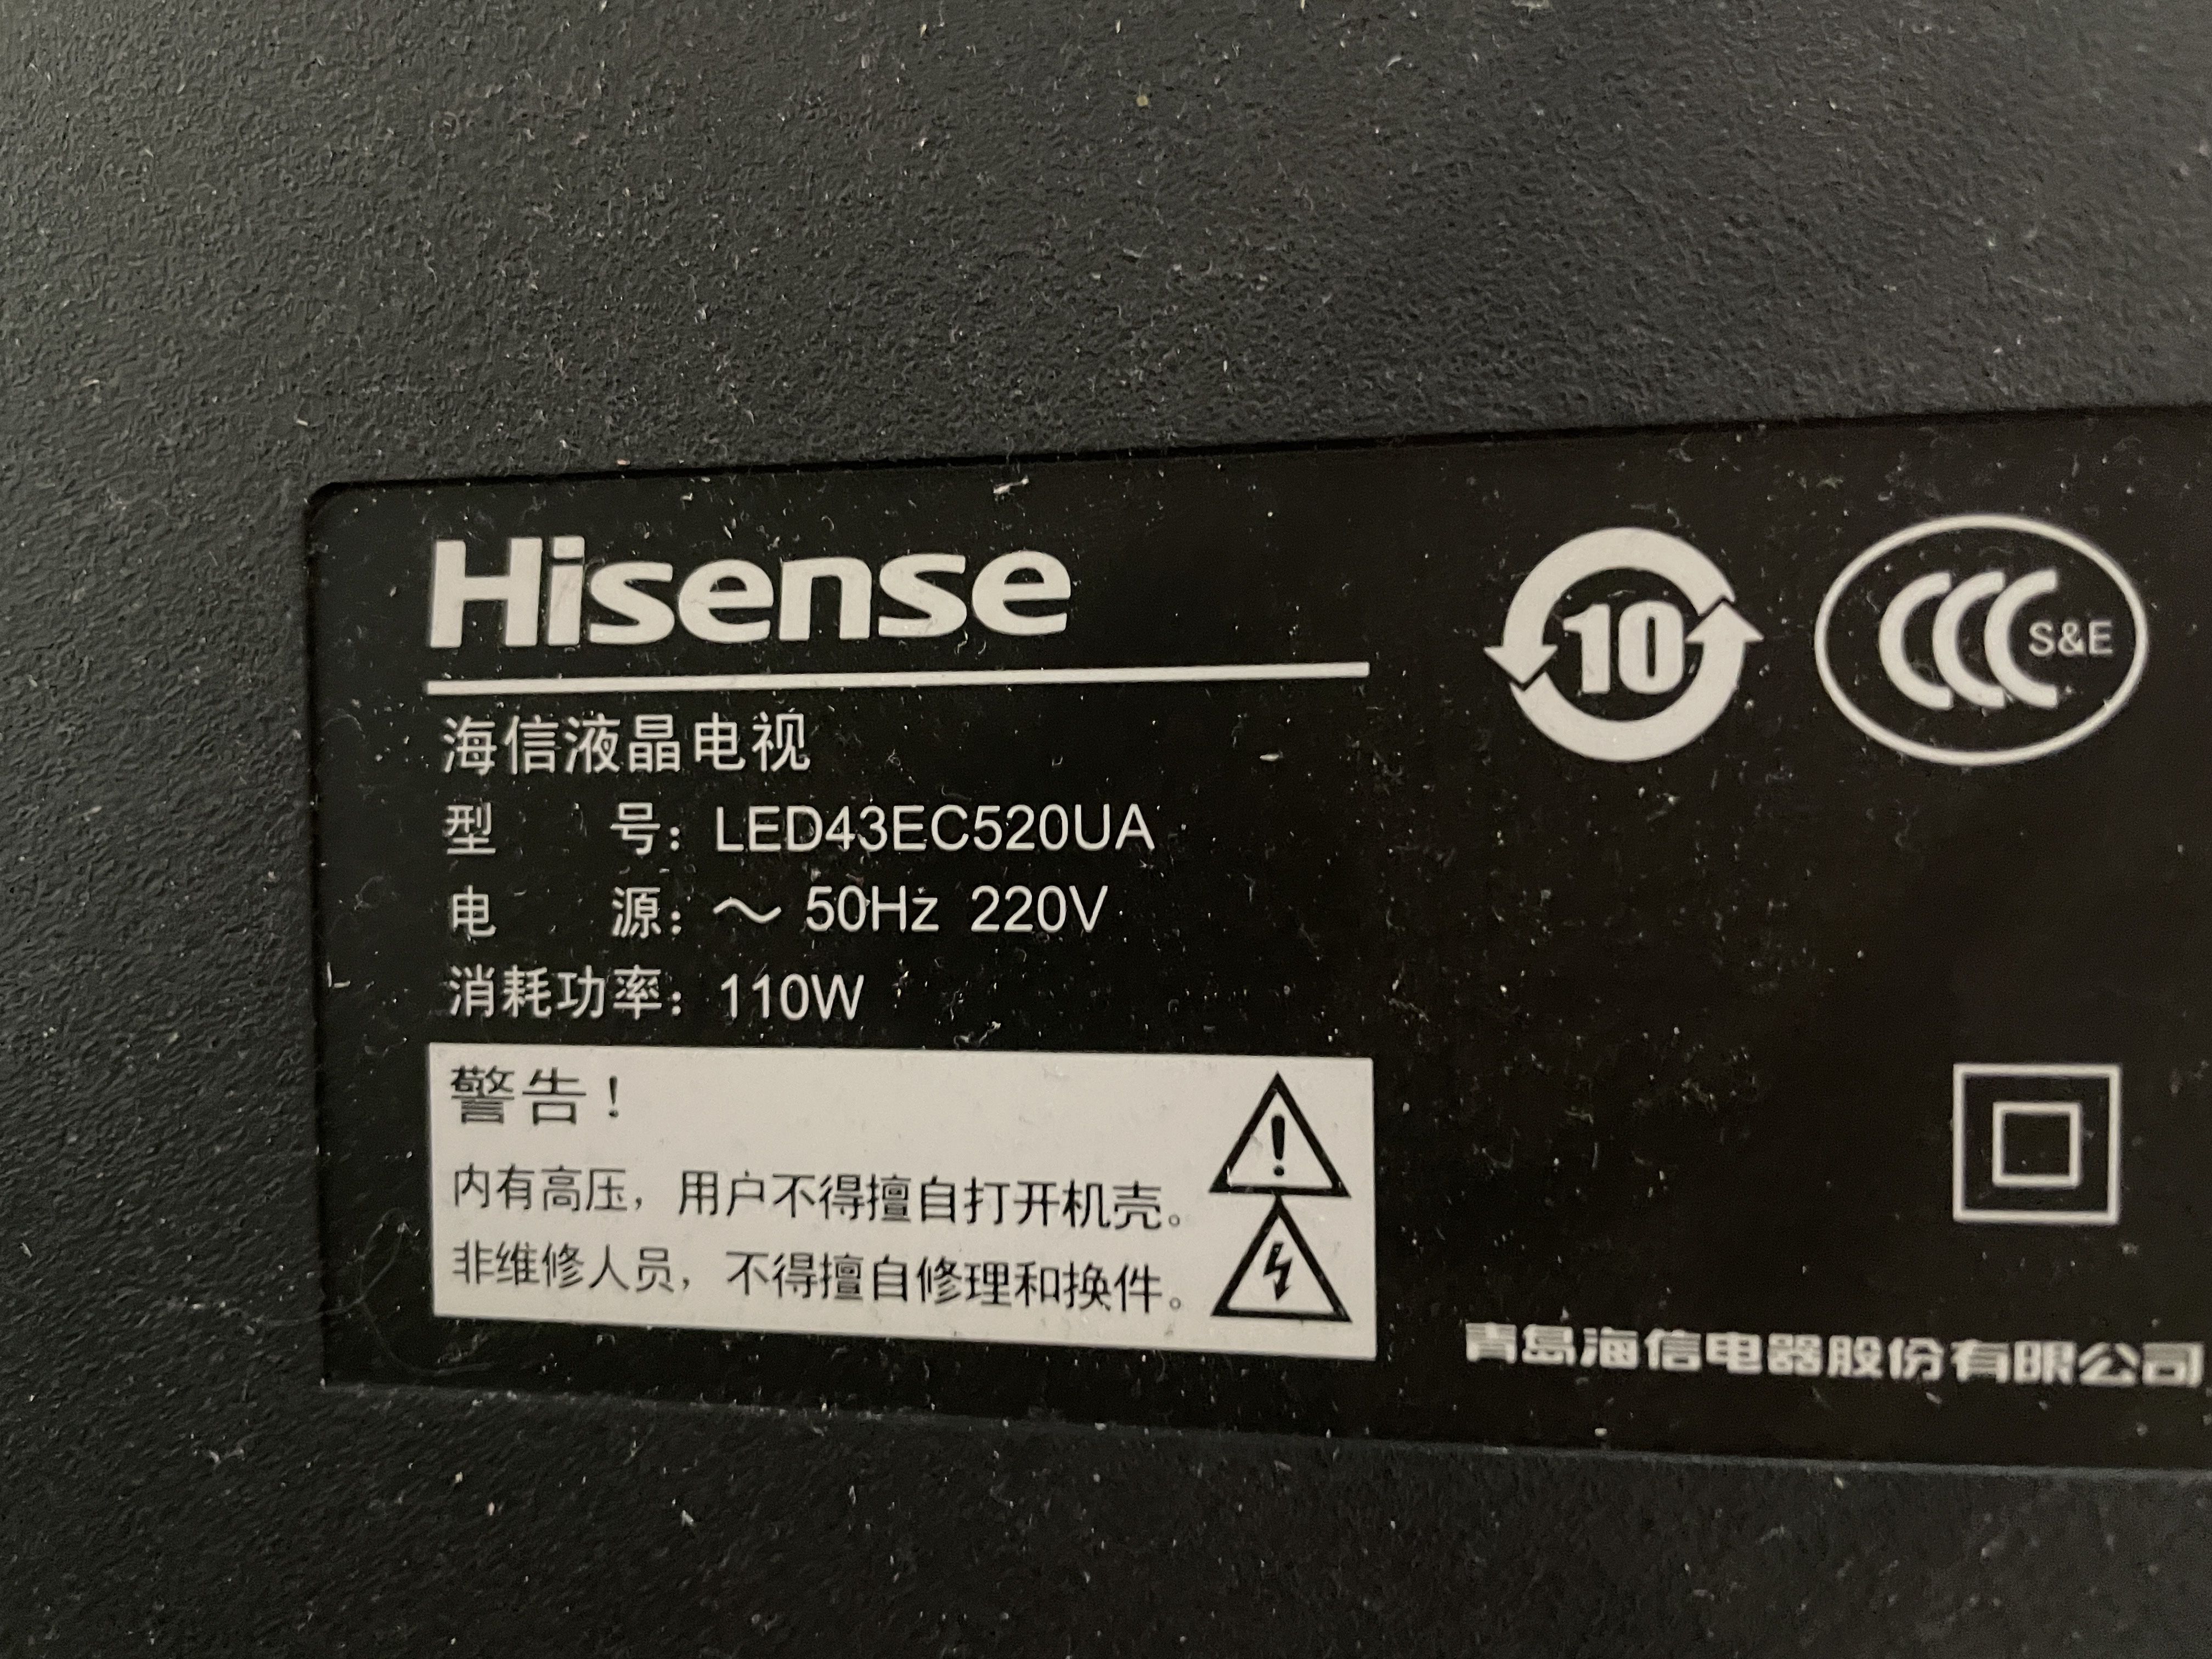 Hisense
10
CCC S&E
海信液晶电视
型 号：LED43EC520UA
电 源：～ 50Hz 220V
消耗功率：110W
警告！
内有高压，用户不得擅自打开机壳。
非维修人员，不得擅自修理和换件。
青岛海信电器股份有限公司